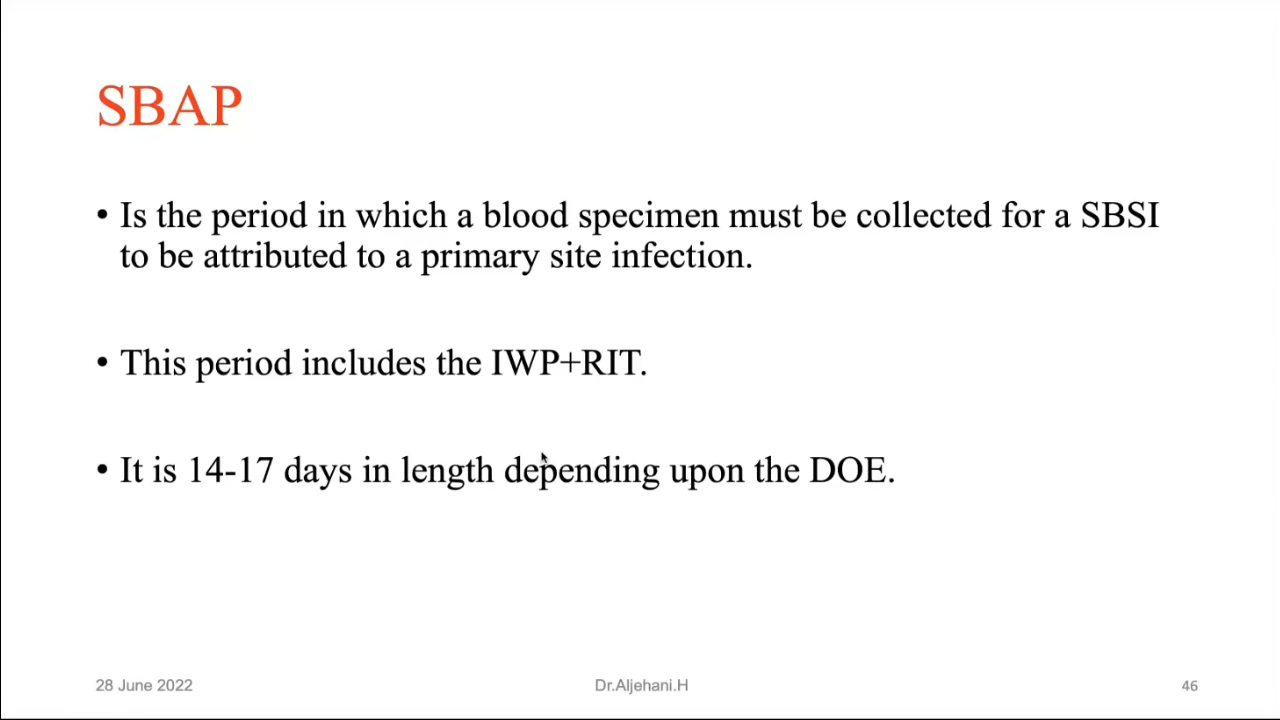 SBAP
• Is the period in which a blood specimen must be collected for a SBSI
to be attributed to a primary site infection.
• This period includes the IWP+RIT.
• It is 14-17 days in length depending upon the DOE.
28 June 2022
Dr.Aljehani.H
46